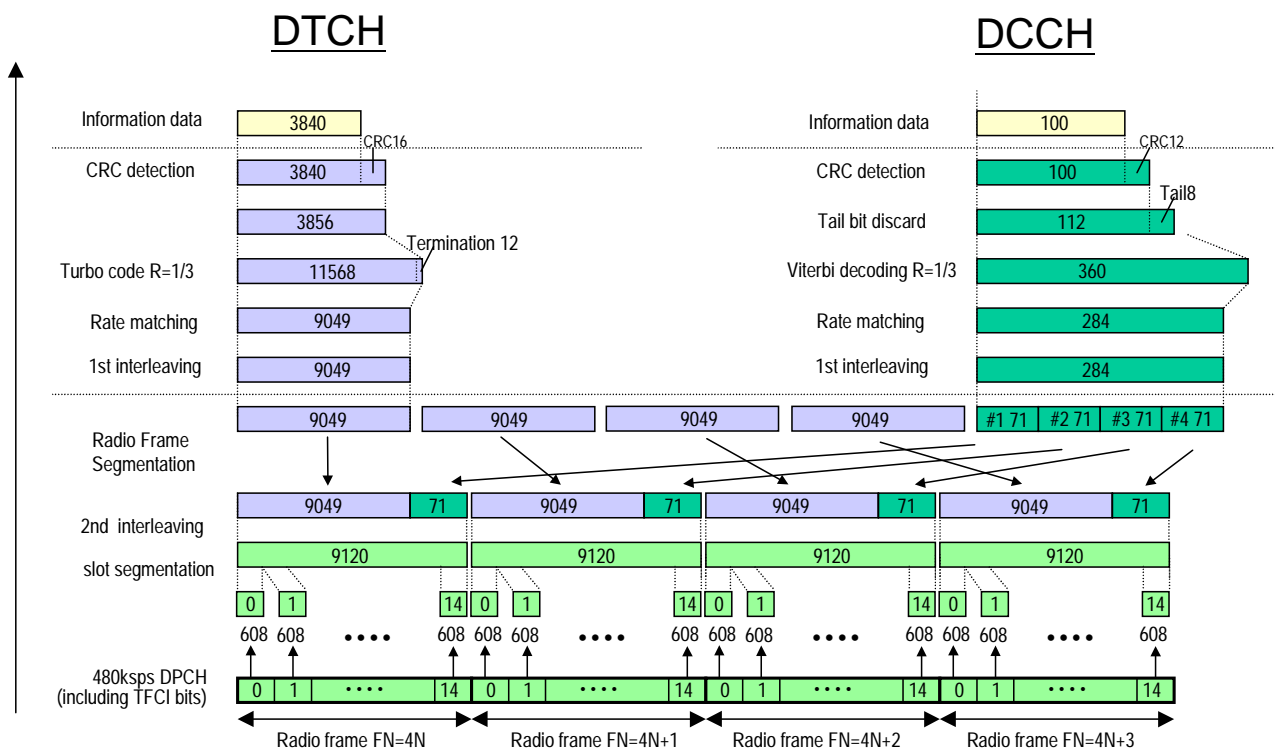 DTCH DCCH
Information data 3840 Information data 100
CRC16 CRC12
CRC detection 3840 CRC detection 100
Tail8
3856 Tail bit discard 112
Termination 12
Turbo code R=1/3 11568 Viterbi decoding R=1/3 360
Rate matching 9049 Rate matching 284
1st interleaving 9049 1st interleaving 284
9049 9049 9049 9049 #1 71 #2 71 #3 71 #4 71
Radio Frame
Segmentation
9049 71 9049 71 9049 71 9049 71
2nd interleaving
9120 9120 9120 9120
slot segmentation
0 1 14 0 1 14 0 1 14 0 1 14
608 608 •••• 608 608 608 •••• 608 608 608 •••• 608 608 608 •••• 608
480ksps DPCH
(including TFCI bits)
0 1 •••• 14 0 1 •••• 14 0 1 •••• 14 0 1 •••• 14
Radio frame FN=4N Radio frame FN=4N+1 Radio frame FN=4N+2 Radio frame FN=4N+3